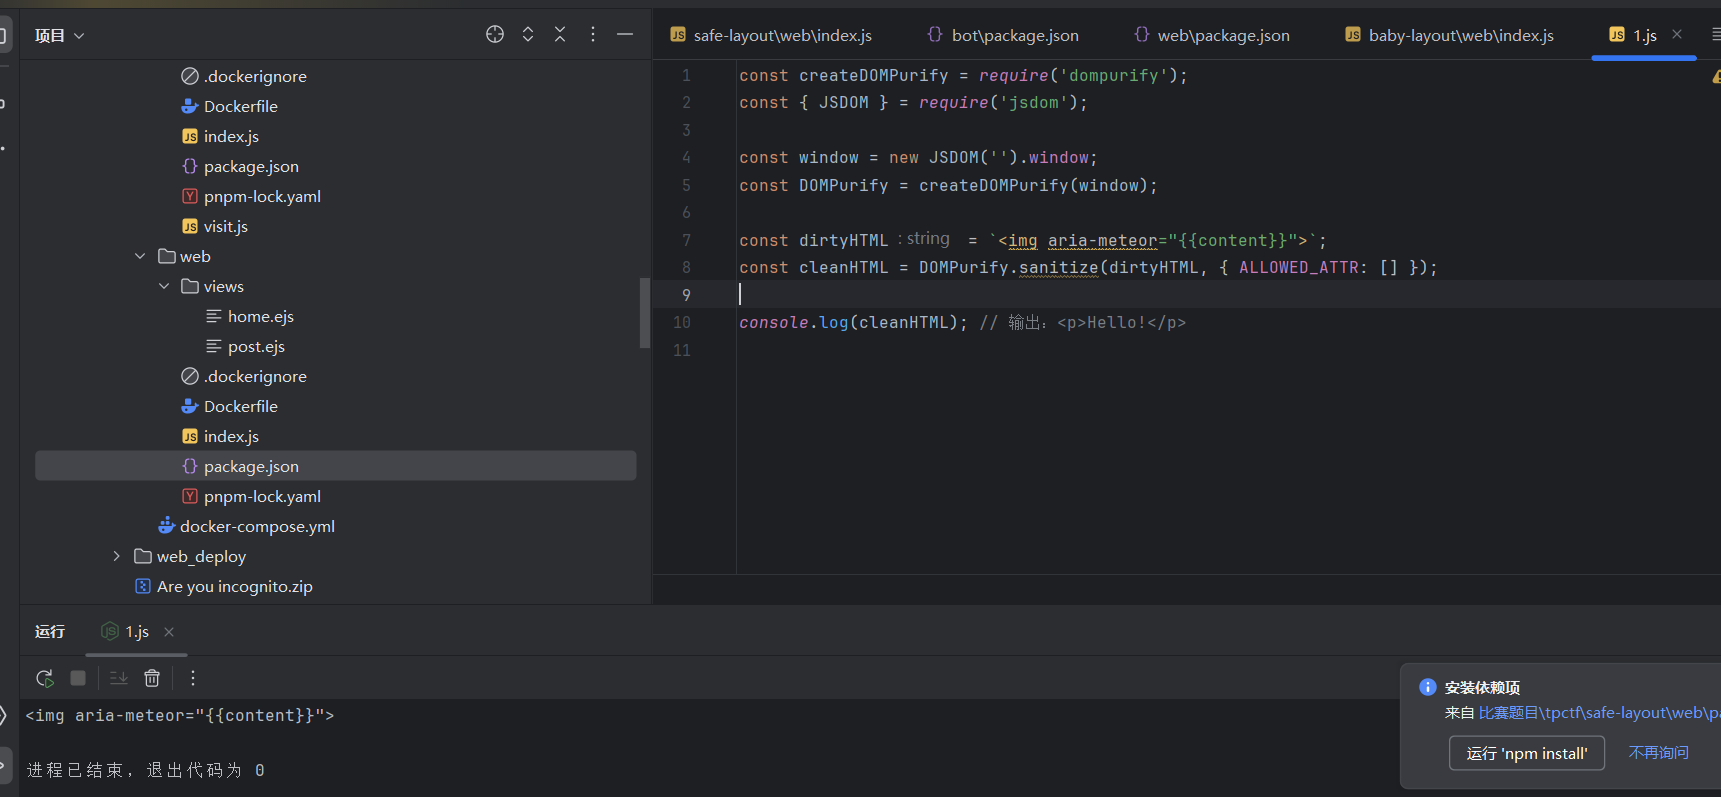 项目
.dockerignore
Dockerfile
index.js
package.json
pnpm-lock.yaml
visit.js
web
views
home.ejs
post.ejs
.dockerignore
Dockerfile
index.js
package.json
pnpm-lock.yaml
docker-compose.yml
web_deploy
Are you incognito.zip
safe-layout\web\index.js
bot\package.json
web\package.json
baby-layout\web\index.js
1.js
1 const createDOMPurify = require('dompurify');
2 const { JSDOM } = require('jsdom');
3
4 const window = new JSDOM('').window;
5 const DOMPurify = createDOMPurify(window);
6
7 const dirtyHTML : string = `<img aria-meteor="{{content}}">`;
8 const cleanHTML = DOMPurify.sanitize(dirtyHTML, { ALLOWED_ATTR: [] });
9
10 console.log(cleanHTML); // 输出: <p>Hello!</p>
11
运行
1.js
<img aria-meteor="{{content}}">
进程已结束，退出代码为 0
安装依赖项
来自 比赛题目\tpctf\safe-layout\web\pa
运行 'npm install'
不再询问